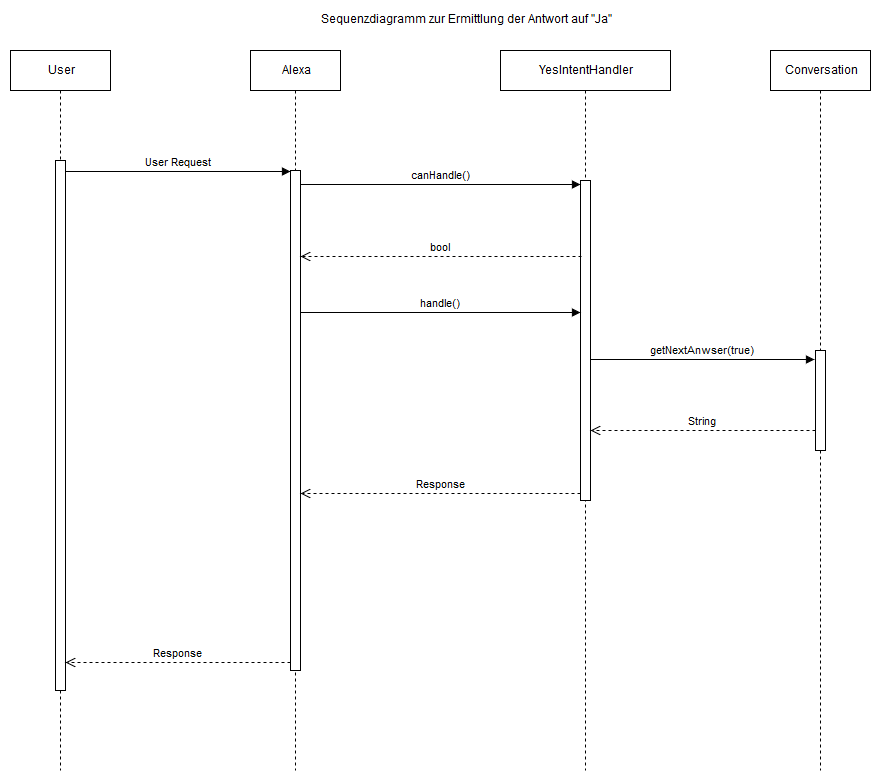 Sequenzdiagramm zur Ermittlung der Antwort auf "Ja"
User
Alexa
YesIntentHandler
Conversation
User Request
canHandle()
bool
handle()
getNextAnwser(true)
String
Response
Response